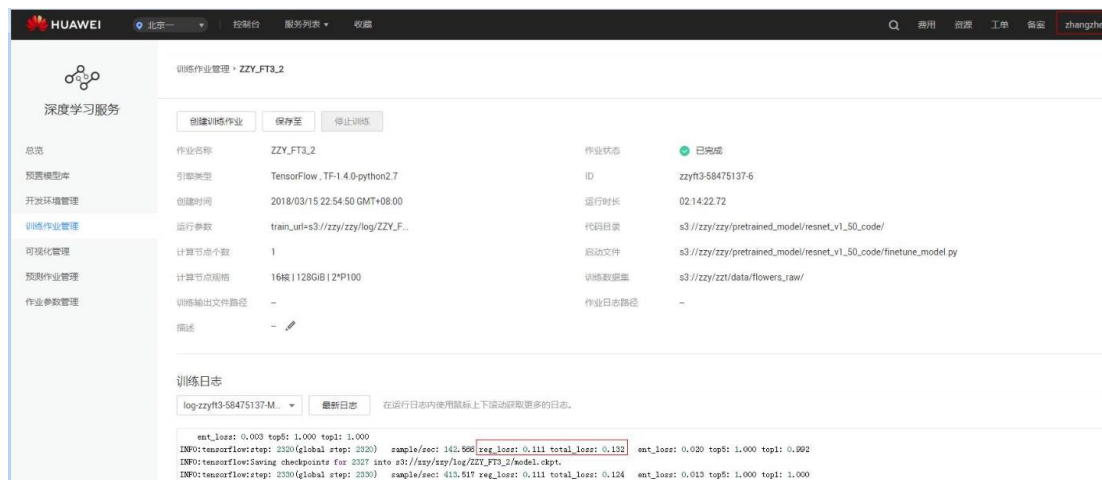 HUAWEI 北京一 控制台 服务列表 收藏 费用 资源 工单 备案 zhangzhe
深度学习服务
总览
预置模型库
开发环境管理
训练作业管理
可视化管理
预测作业管理
作业参数管理
训练作业管理 › ZZY_FT3_2
创建训练作业 保存至 停止训练
作业名称 ZZY_FT3_2 作业状态 已完成
引擎类型 TensorFlow , TF-1.4.0-python2.7 ID zzyft3-58475137-6
创建时间 2018/03/15 22:54:50 GMT+08:00 运行时长 02:14:22.72
运行参数 train_url=s3://zzy/zzy/log/ZZY_F... 代码目录 s3://zzy/zzy/pretrained_model/resnet_v1_50_code/
计算节点个数 1 启动文件 s3://zzy/zzy/pretrained_model/resnet_v1_50_code/finetune_model.py
计算节点规格 16核 | 128GiB | 2*P100 训练数据集 s3://zzy/zzt/data/flowers_raw/
训练输出文件路径 – 作业日志路径 –
描述 –
训练日志
log-zzyft3-58475137-M... 最新日志 在运行日志内使用鼠标上下滚动获取更多的日志。
ent_loss: 0.003 top5: 1.000 top1: 1.000
INFO:tensorflow:step: 2320(global step: 2320) sample/sec: 142.566 reg_loss: 0.111 total_loss: 0.132 ent_loss: 0.020 top5: 1.000 top1: 0.992
INFO:tensorflow:Saving checkpoints for 2327 into s3://zzy/zzy/log/ZZY_FT3_2/model.ckpt.
INFO:tensorflow:step: 2330(global step: 2330) sample/sec: 413.517 reg_loss: 0.111 total_loss: 0.124 ent_loss: 0.013 top5: 1.000 top1: 1.000